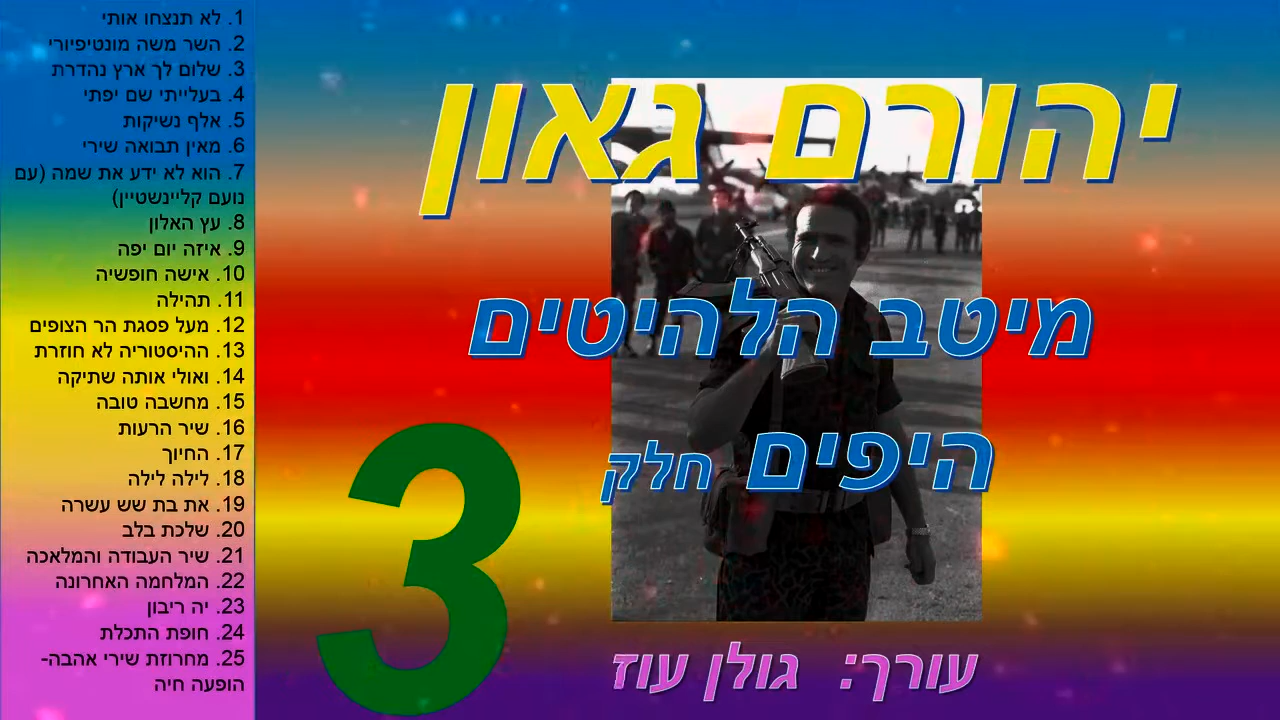 1. לא תנצחו אותי
2. השר משה מונטיפיורי
3. שלום לך ארץ נהדרת
4. בעלייתי שם יפתי
5. אלף נשיקות
6. מאין תבואה שירי
7. הוא לא ידע את שמה (עם
נועם קליינשטיין)
8. עץ האלון
9. איזה יום יפה
10. אישה חופשיה
11. תהילה
12. מעל פסגת הר הצופים
13. ההיסטוריה לא חוזרת
14. ואולי אותה שתיקה
15. מחשבה טובה
16. שיר הרעות
17. החיוך
18. לילה לילה
19. את בת שש עשרה
20. שלכת בלב
21. שיר העבודה והמלאכה
22. המלחמה האחרונה
23. יה ריבון
24. חופת התכלת
25. מחרוזת שירי אהבה-
הופעה חיה
יהורם גאון
מיטב הלהיטים
היפים חלק
3
עורך: גולן עוז